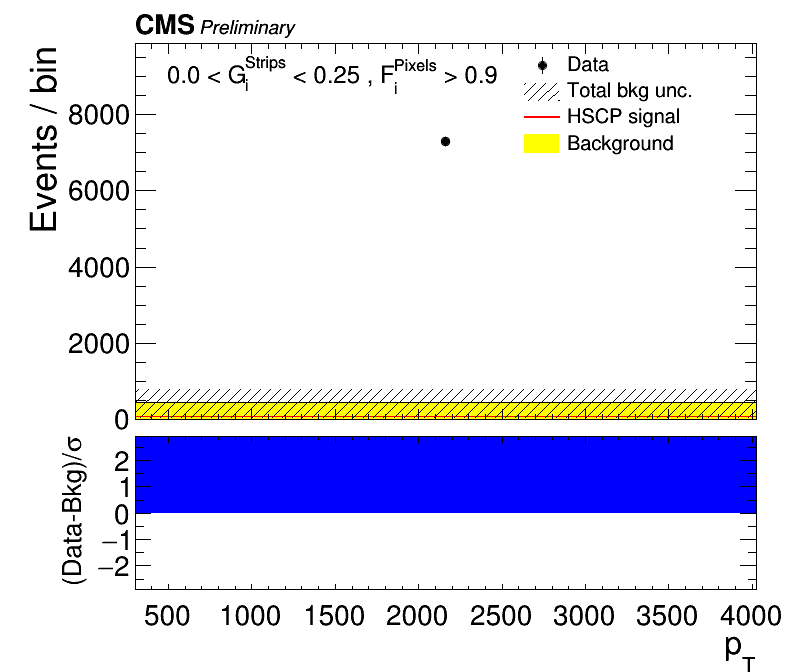 CMS Preliminary
0.0 < G_i^Strips < 0.25 , F_i^Pixels > 0.9
Data
Total bkg unc.
HSCP signal
Background
Events / bin
8000
6000
4000
2000
0
(Data-Bkg)/σ
2
1
0
−1
−2
500 1000 1500 2000 2500 3000 3500 4000
p_T